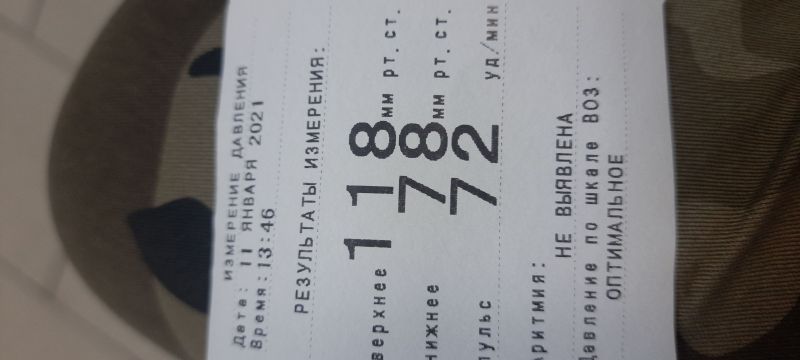 ИЗМЕРЕНИЕ ДАВЛЕНИЯ
Дата: 11 ЯНВАРЯ 2021
Время:13:46
РЕЗУЛЬТАТЫ ИЗМЕРЕНИЯ:
верхнее 118 мм рт.ст.
нижнее 78 мм рт.ст.
пульс 72 уд/мин
аритмия:
НЕ ВЫЯВЛЕНА
давление по шкале ВОЗ:
ОПТИМАЛЬНОЕ